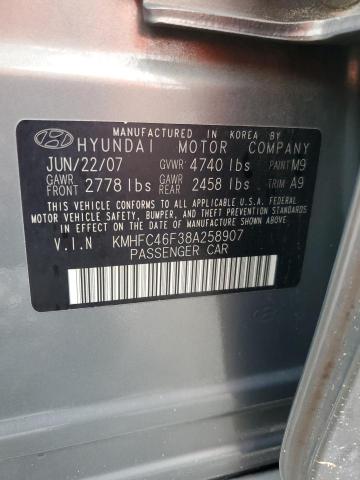 MANUFACTURED IN KOREA BY
HYUNDAI MOTOR COMPANY
JUN/22/07 GVWR 4740 lbs PAINT M9
GAWR FRONT 2778 lbs GAWR REAR 2458 lbs TRIM A9
THIS VEHICLE CONFORMS TO ALL APPLICABLE U.S.A. FEDERAL
MOTOR VEHICLE SAFETY, BUMPER, AND THEFT PREVENTION
STANDARDS IN EFFECT ON THE DATE OF MANUFACTURE SHOWN ABOVE.
V.I.N KMHFC46F38A258907
PASSENGER CAR